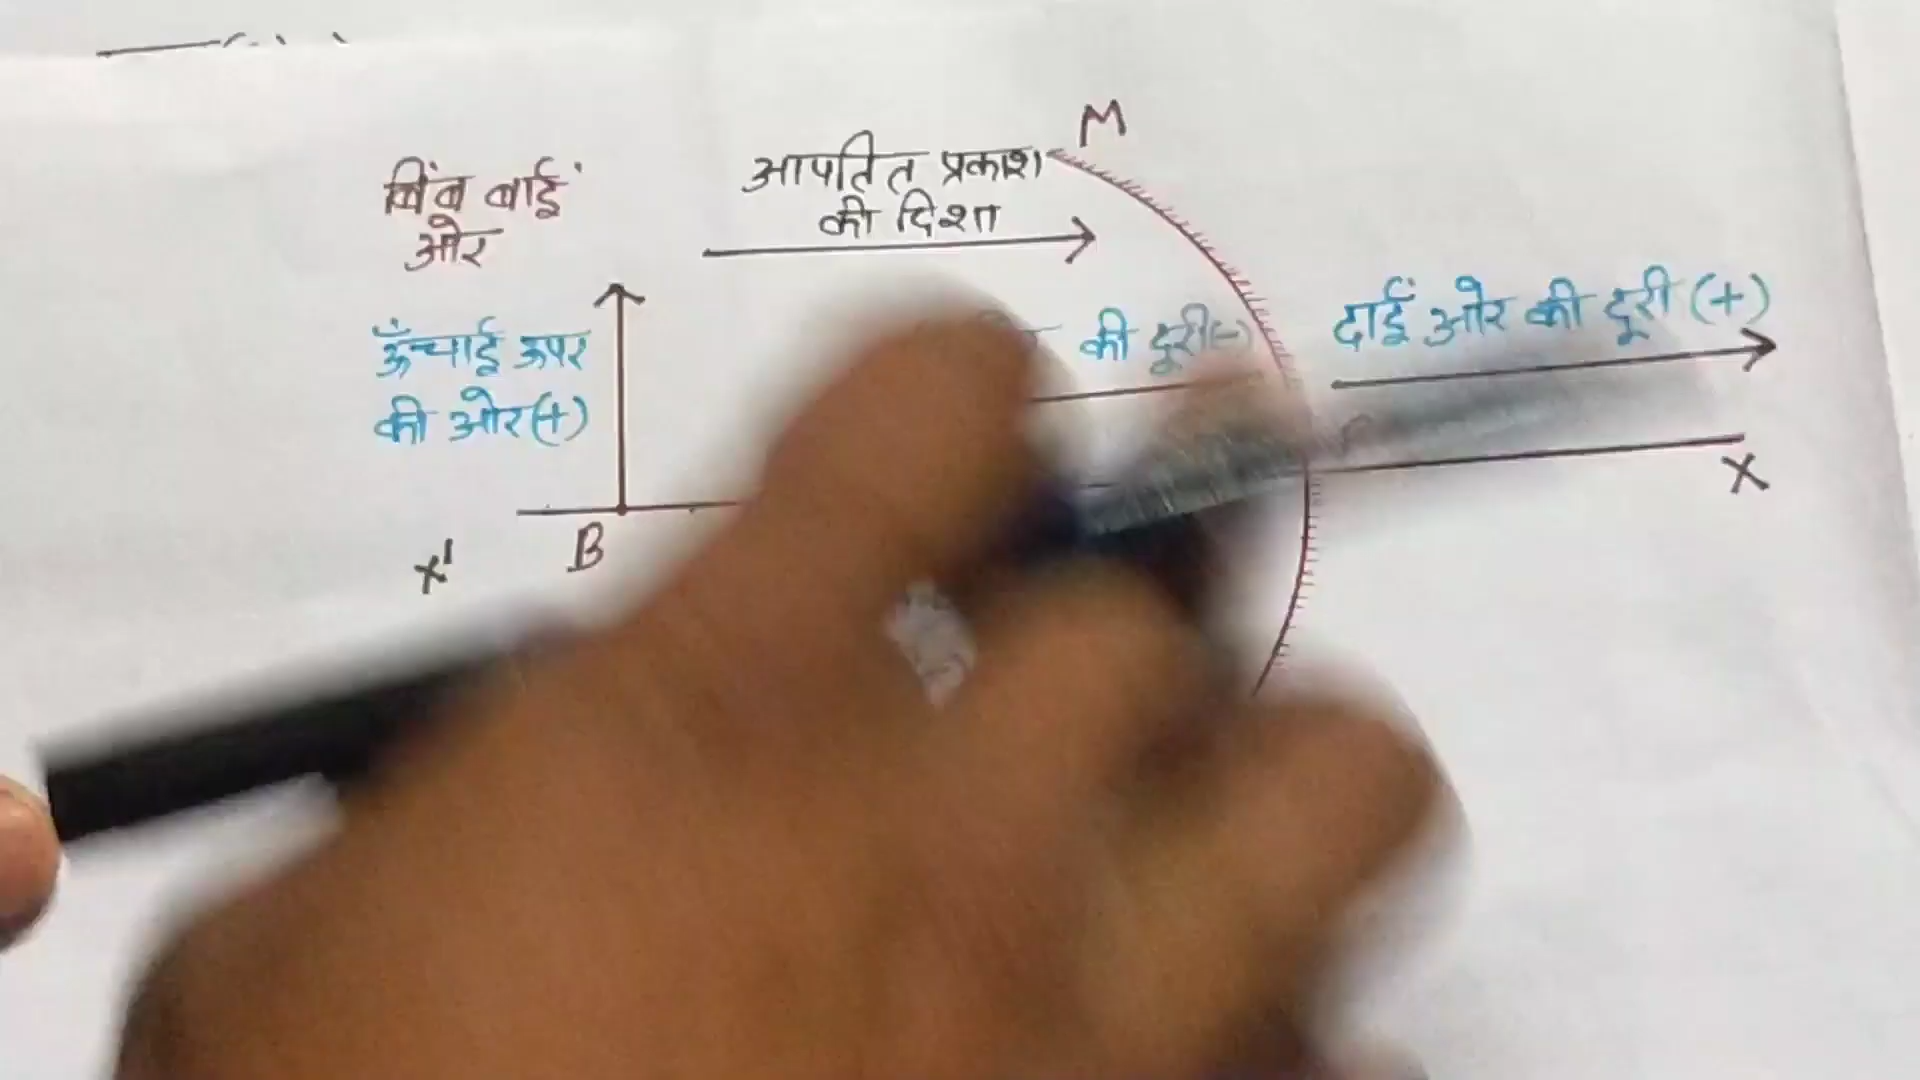 M
बिंब बाईं
ओर
आपतित प्रकाश
की दिशा
ऊँचाई ऊपर
की ओर(+)
की दूरी(-)
दाईं ओर की दूरी (+)
X
B
X'